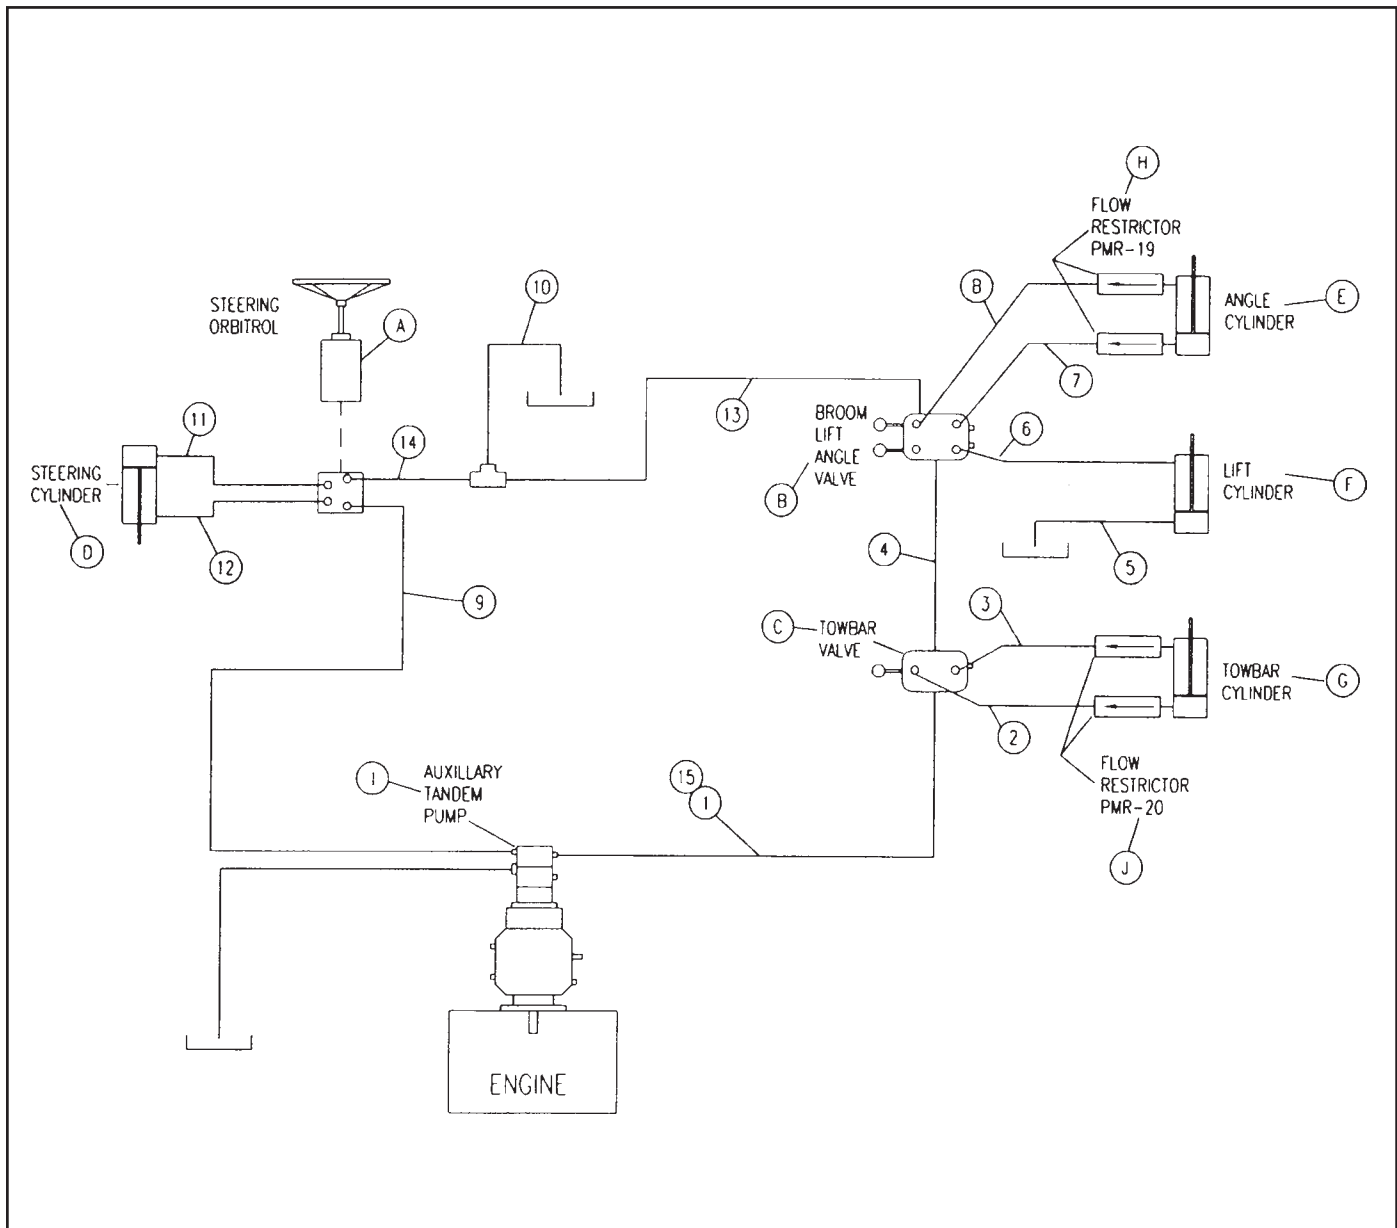 H
FLOW
RESTRICTOR
PMR-19
8
10
STEERING
ORBITROL
A
ANGLE
CYLINDER
E
7
13
BROOM
LIFT
ANGLE
VALVE
B
6
11
14
STEERING
CYLINDER
D
12
LIFT
CYLINDER
F
4
5
9
3
C
TOWBAR
VALVE
TOWBAR
CYLINDER
G
2
I
AUXILLARY
TANDEM
PUMP
15
1
FLOW
RESTRICTOR
PMR-20
J
ENGINE